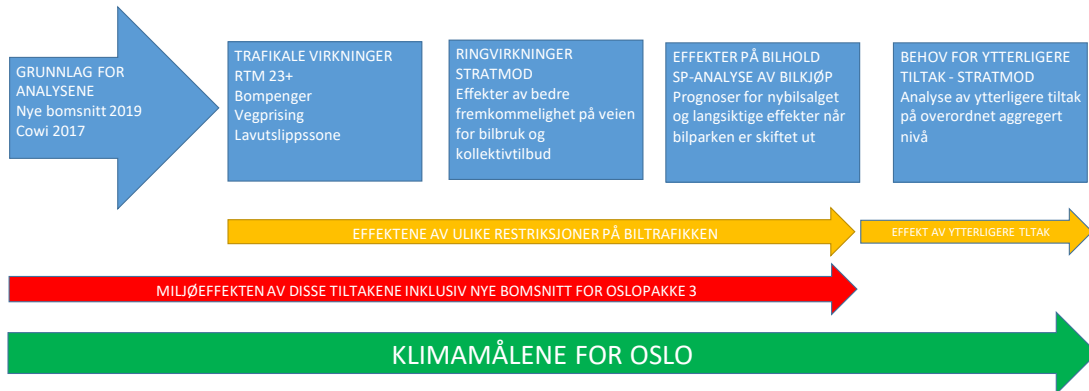 GRUNNLAG FOR
ANALYSENE
Nye bomsnitt 2019
Cowi 2017
TRAFIKALE VIRKNINGER
RTM 23+
Bompenger
Vegprising
Lavutslippssone
RINGVIRKNINGER
STRATMOD
Effekter av bedre
fremkommelighet på veien
for bilbruk og
kollektivtilbud
EFFEKTER PÅ BILHOLD
SP-ANALYSE AV BILKJØP
Prognoser for nybilsalget
og langsiktige effekter når
bilparken er skiftet ut
BEHOV FOR YTTERLIGERE
TILTAK - STRATMOD
Analyse av ytterligere tiltak
på overordnet aggregert
nivå
EFFEKTENE AV ULIKE RESTRIKSJONER PÅ BILTRAFIKKEN
EFFEKT AV YTTERLIGERE TLTAK
MILJØEFFEKTEN AV DISSE TILTAKENE INKLUSIV NYE BOMSNITT FOR OSLOPAKKE 3
KLIMAMÅLENE FOR OSLO